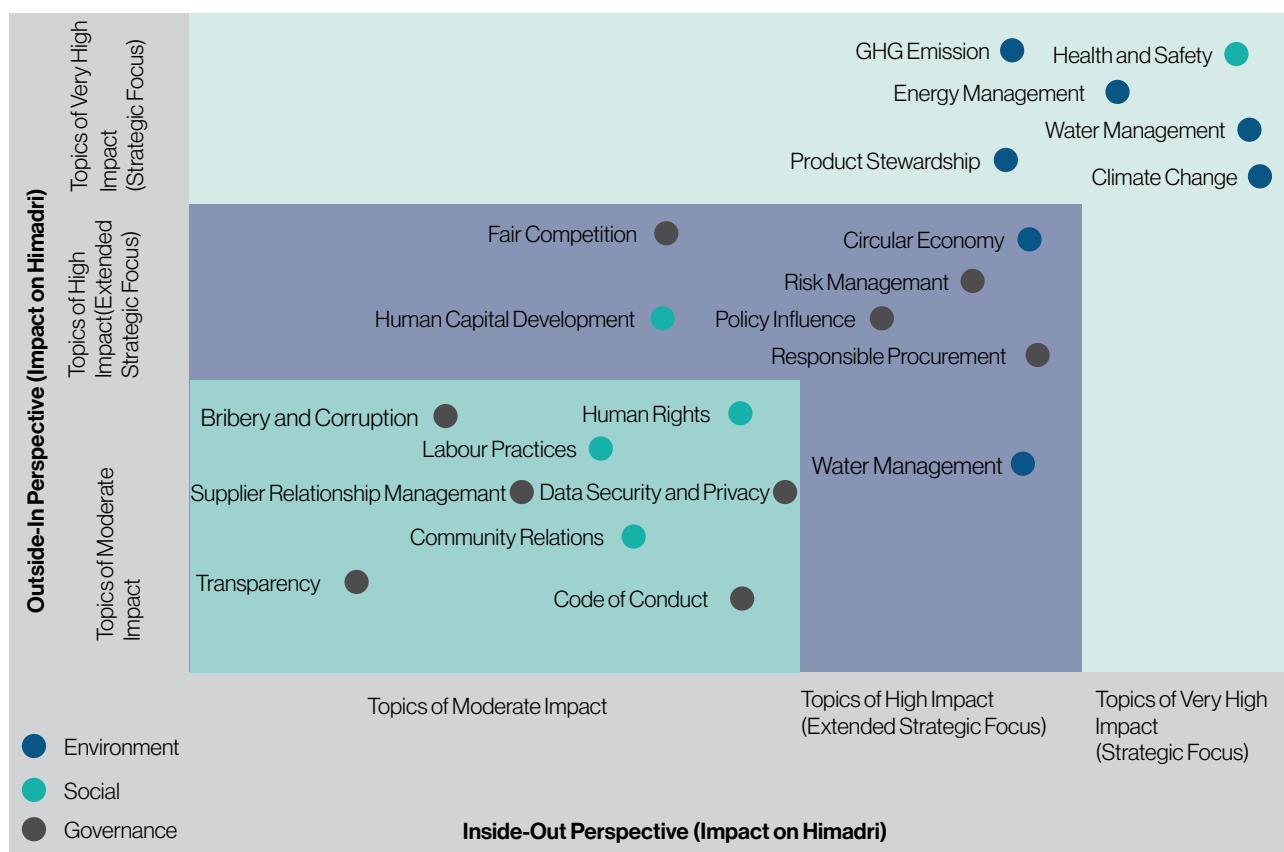 Outside-In Perspective (Impact on Himadri)
Topics of Very High
Impact
(Strategic Focus)
Topics of High
Impact(Extended
Strategic Focus)
Topics of Moderate
Impact
GHG Emission
Health and Safety
Energy Management
Water Management
Product Stewardship
Climate Change
Fair Competition
Circular Economy
Risk Management
Human Capital Development
Policy Influence
Responsible Procurement
Bribery and Corruption
Human Rights
Labour Practices
Water Management
Supplier Relationship Managemant
Data Security and Privacy
Community Relations
Transparency
Code of Conduct
Topics of Moderate Impact
Topics of High Impact
(Extended Strategic Focus)
Topics of Very High
Impact
(Strategic Focus)
Environment
Social
Governance
Inside-Out Perspective (Impact on Himadri)